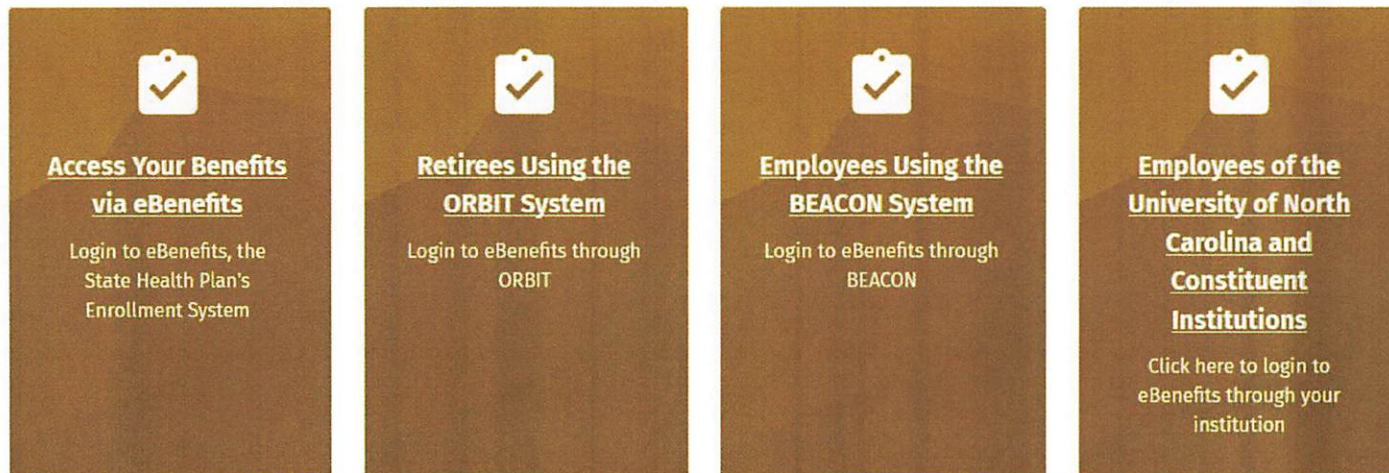 Access Your Benefits
via eBenefits
Login to eBenefits, the
State Health Plan's
Enrollment System
Retirees Using the
ORBIT System
Login to eBenefits through
ORBIT
Employees Using the
BEACON System
Login to eBenefits through
BEACON
Employees of the
University of North
Carolina and
Constituent
Institutions
Click here to login to
eBenefits through your
institution